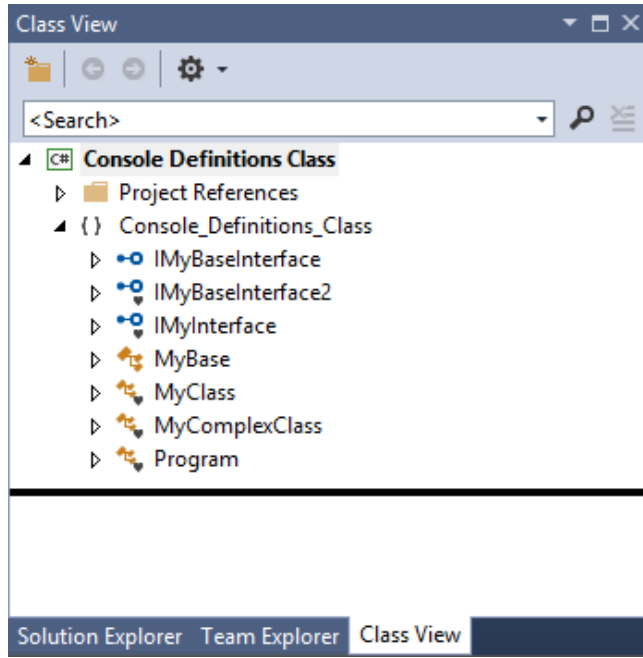 Class View
<Search>
C# Console Definitions Class
Project References
{ } Console_Definitions_Class
IMyBaseInterface
IMyBaseInterface2
IMyInterface
MyBase
MyClass
MyComplexClass
Program
Solution Explorer Team Explorer Class View